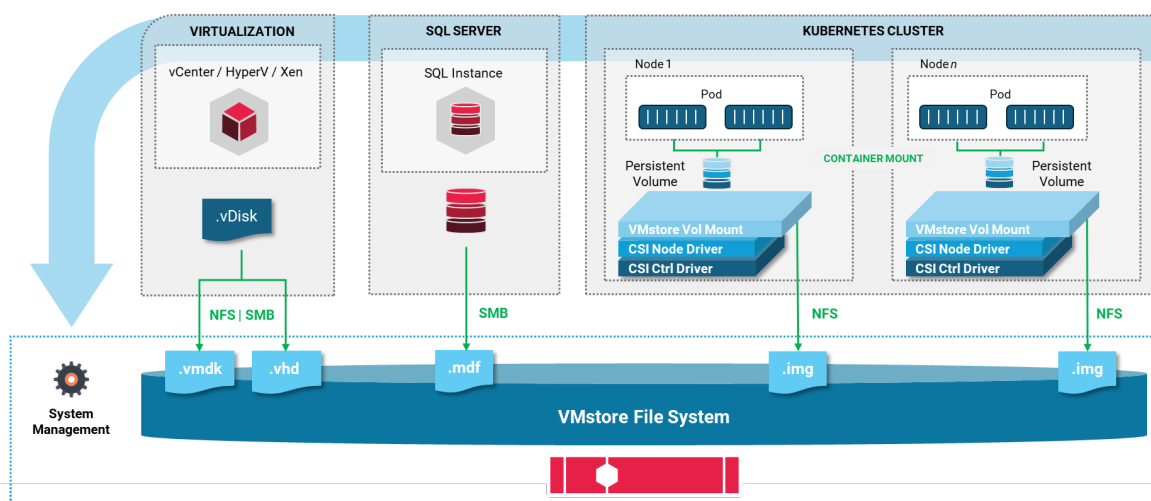 VIRTUALIZATION
vCenter / HyperV / Xen
.vDisk
NFS | SMB
SQL SERVER
SQL Instance
SMB
KUBERNETES CLUSTER
Node 1
Pod
Persistent
Volume
VMstore Vol Mount
CSI Node Driver
CSI Ctrl Driver
NFS
CONTAINER MOUNT
Node n
Pod
Persistent
Volume
VMstore Vol Mount
CSI Node Driver
CSI Ctrl Driver
NFS
System
Management
.vmdk
.vhd
.mdf
.img
.img
VMstore File System